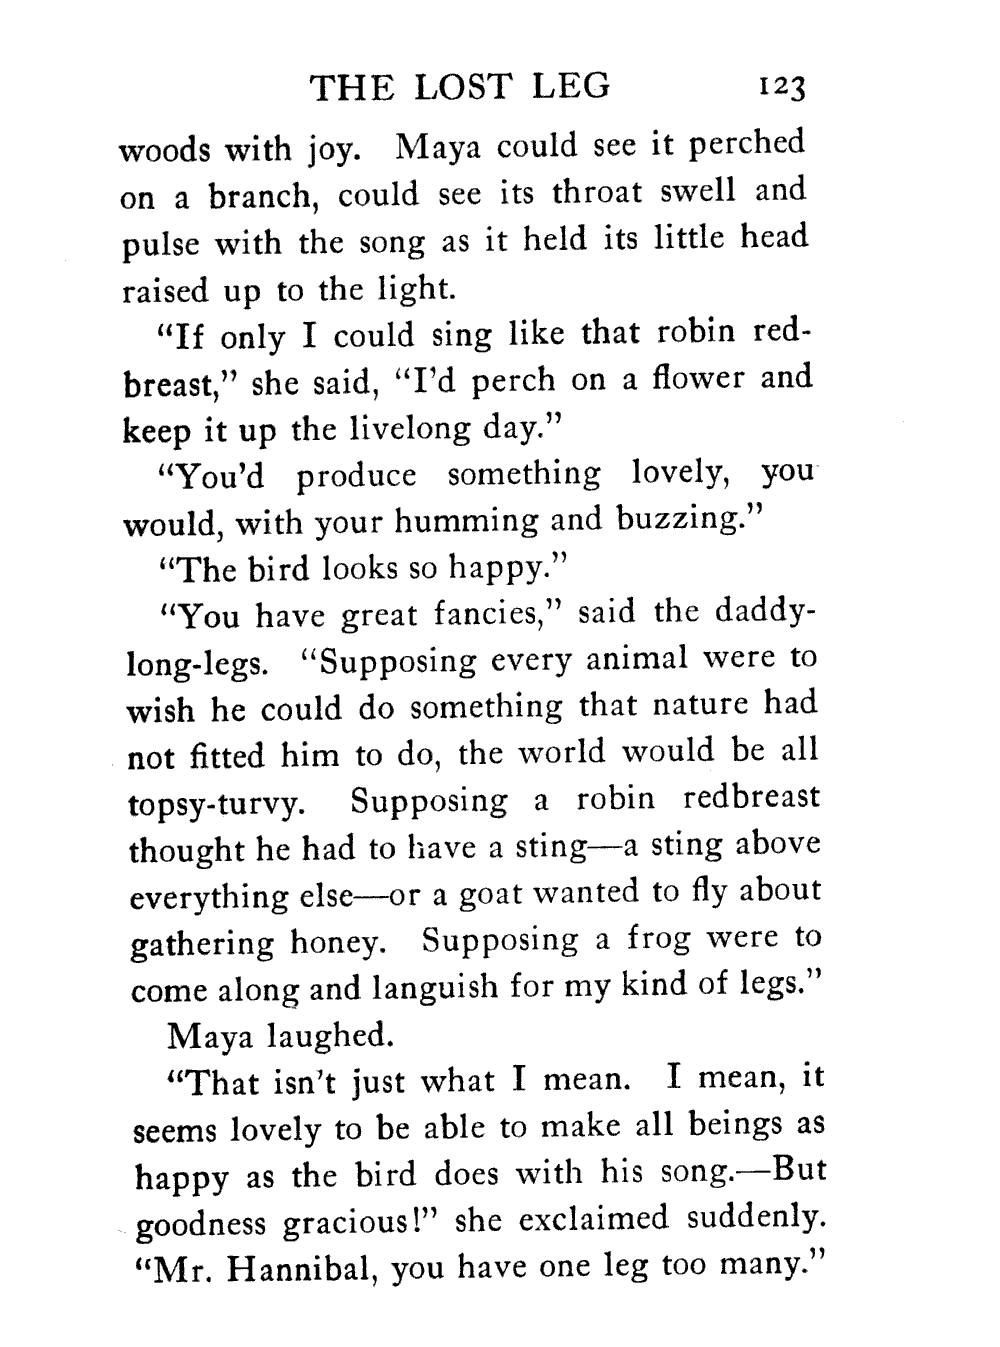 THE LOST LEG 123
woods with joy. Maya could see it perched
on a branch, could see its throat swell and
pulse with the song as it held its little head
raised up to the light.
“If only I could sing like that robin red-
breast,” she said, “I’d perch on a flower and
keep it up the livelong day.”
“You’d produce something lovely, you
would, with your humming and buzzing.”
“The bird looks so happy.”
“You have great fancies,” said the daddy-
long-legs. “Supposing every animal were to
wish he could do something that nature had
not fitted him to do, the world would be all
topsy-turvy. Supposing a robin redbreast
thought he had to have a sting—a sting above
everything else—or a goat wanted to fly about
gathering honey. Supposing a frog were to
come along and languish for my kind of legs.”
Maya laughed.
“That isn’t just what I mean. I mean, it
seems lovely to be able to make all beings as
happy as the bird does with his song.—But
goodness gracious!” she exclaimed suddenly.
“Mr. Hannibal, you have one leg too many.”